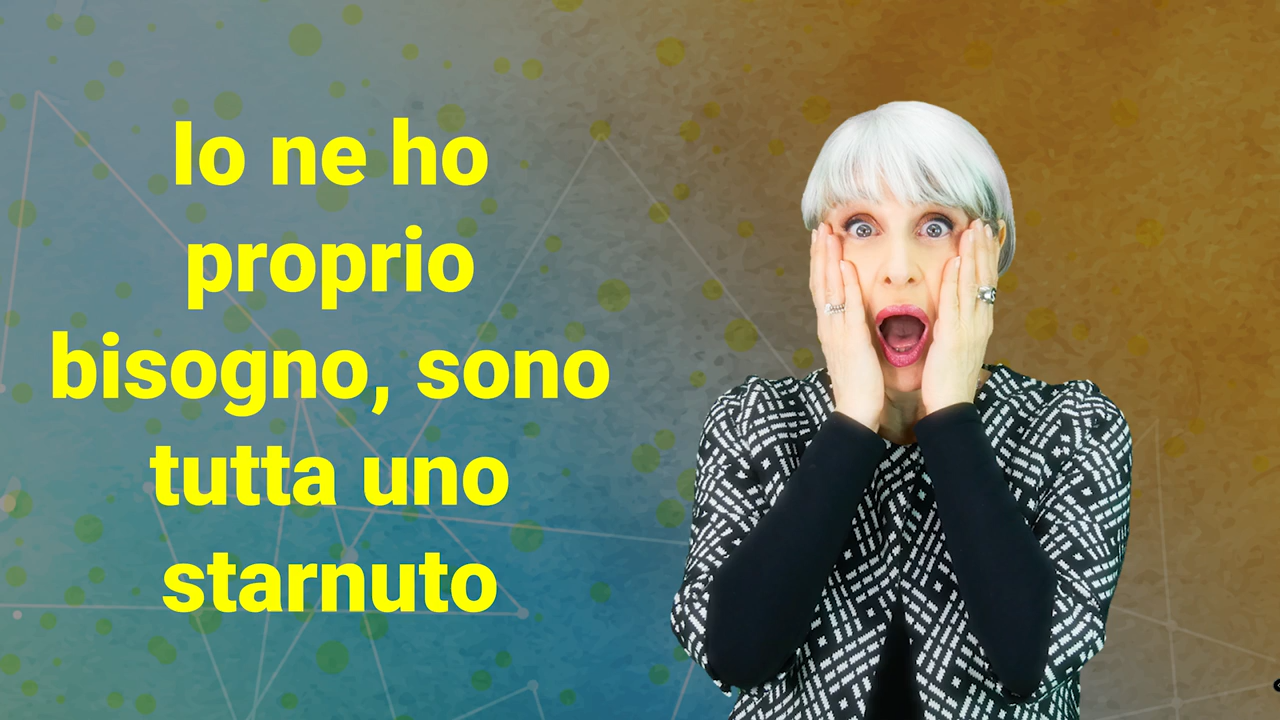 Io ne ho
proprio
bisogno, sono
tutta uno
starnuto